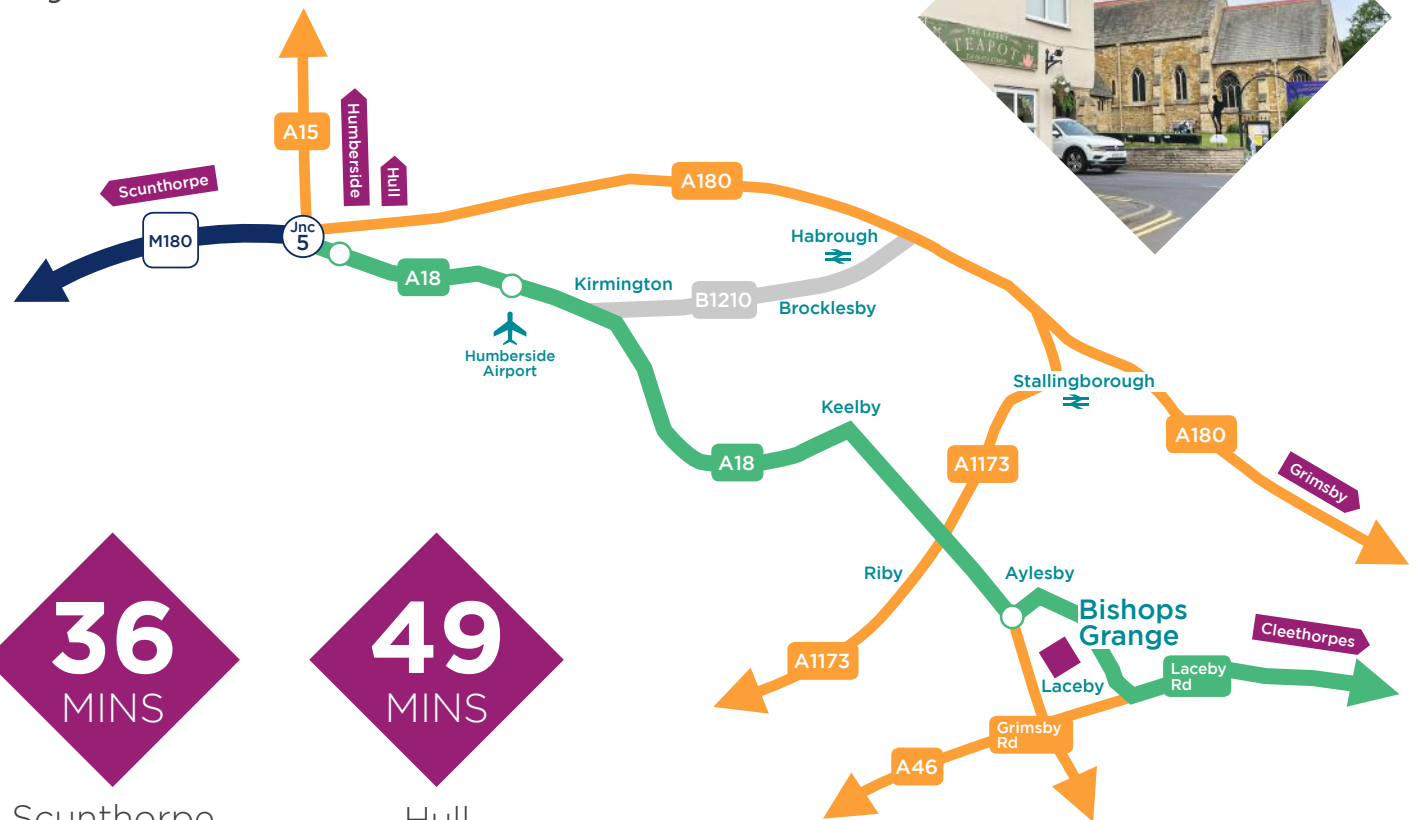 THE LACEBY
TEAPOT
A15
Humberside
Hull
Scunthorpe
M180
Jnc
5
A180
A18
Habrough
Kirmington
B1210
Brocklesby
Humberside
Airport
Stallingborough
Keelby
A180
A18
A1173
Grimsby
Riby
Aylesby
Bishops
Grange
Cleethorpes
A1173
Laceby
Laceby
Rd
Grimsby
Rd
A46
36
MINS
Scunthorpe
49
MINS
Hull